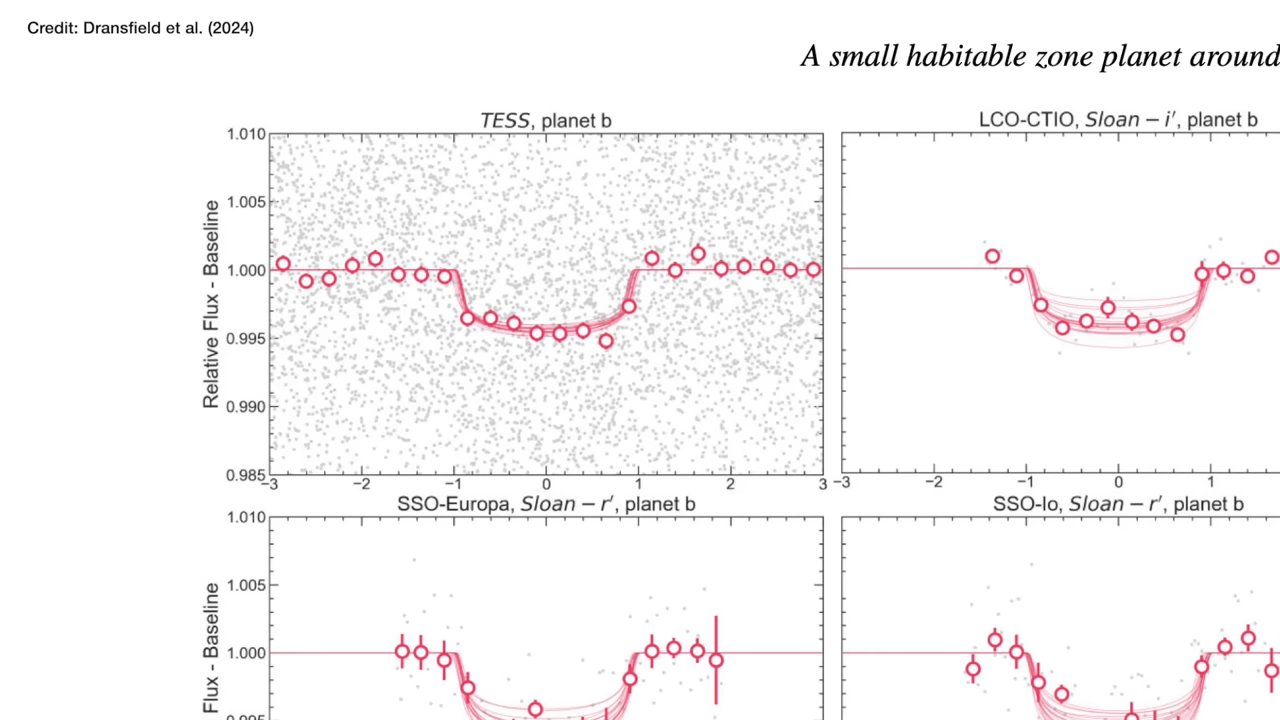 Credit: Dransfield et al. (2024)
A small habitable zone planet around
TESS, planet b
LCO-CTIO, Sloan − i′, planet b
1.010
1.005
1.000
0.995
0.990
0.985
Relative Flux - Baseline
−3 −2 −1 0 1 2 3
−3 −2 −1 0 1
SSO-Europa, Sloan − r′, planet b
SSO-Io, Sloan − r′, planet b
1.010
1.005
1.000
0.995
Flux - Baseline